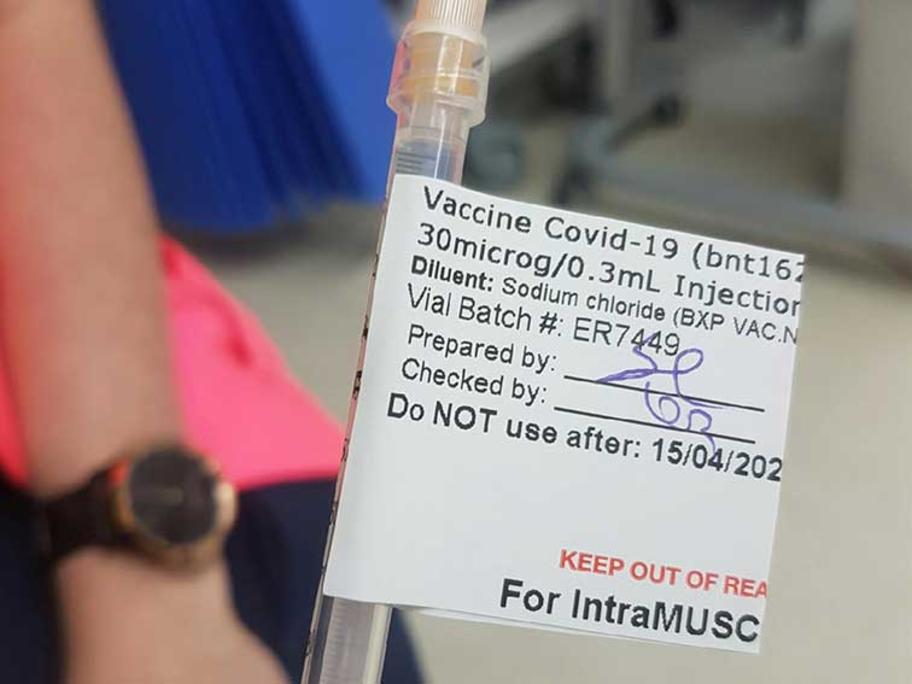 Vaccine Covid-19 (bnt162
30microg/0.3mL Injection
Diluent: Sodium chloride (BXP VAC.N
Vial Batch #: ER7449
Prepared by:
Checked by:
Do NOT use after: 15/04/202
KEEP OUT OF REA
For IntraMUSC